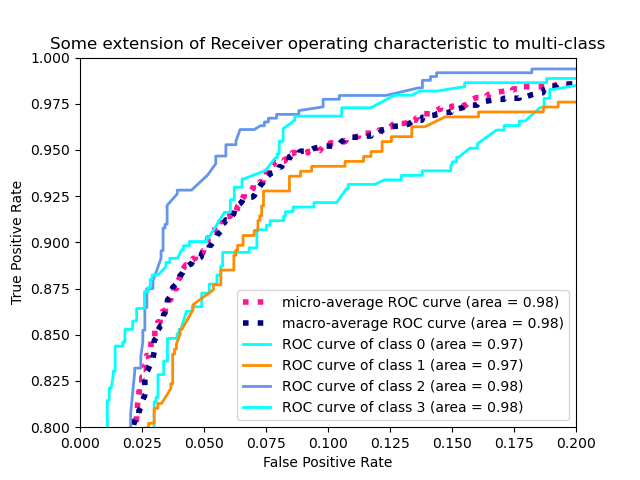 Some extension of Receiver operating characteristic to multi-class
True Positive Rate
1.000
0.975
0.950
0.925
0.900
0.875
0.850
0.825
0.800
micro-average ROC curve (area = 0.98)
macro-average ROC curve (area = 0.98)
ROC curve of class 0 (area = 0.97)
ROC curve of class 1 (area = 0.97)
ROC curve of class 2 (area = 0.98)
ROC curve of class 3 (area = 0.98)
0.000 0.025 0.050 0.075 0.100 0.125 0.150 0.175 0.200
False Positive Rate